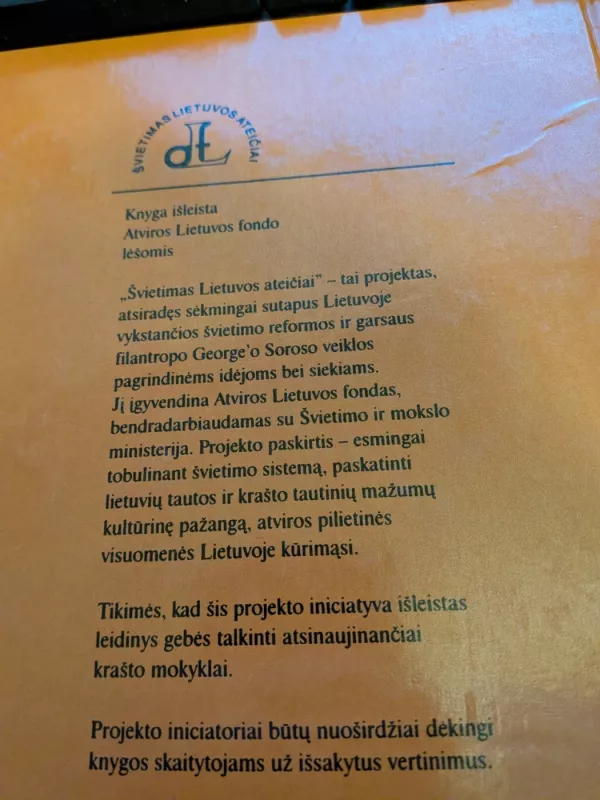 ŠVIETIMAS LIETUVOS ATEIČIAI
Knyga išleista
Atviros Lietuvos fondo
lėšomis
„Švietimas Lietuvos ateičiai” – tai projektas,
atsiradęs sėkmingai sutapus Lietuvoje
vykstančios švietimo reformos ir garsaus
filantropo George’o Soroso veiklos
pagrindinėms idėjoms bei siekiams.
Jį įgyvendina Atviros Lietuvos fondas,
bendradarbiaudamas su Švietimo ir mokslo
ministerija. Projekto paskirtis – esmingai
tobulinant švietimo sistemą, paskatinti
lietuvių tautos ir krašto tautinių mažumų
kultūrinę pažangą, atviros pilietinės
visuomenės Lietuvoje kūrimąsi.
Tikimės, kad šis projekto iniciatyva išleistas
leidinys gebės talkinti atsinaujinančiai
krašto mokyklai.
Projekto iniciatoriai būtų nuoširdžiai dėkingi
knygos skaitytojams už išsakytus vertinimus.